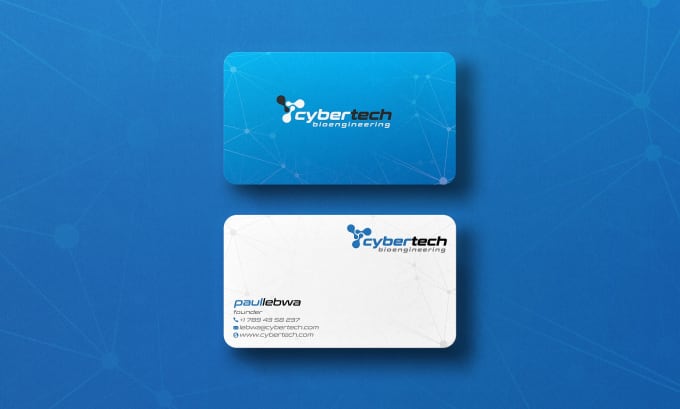 cybertech
bioengineering
cybertech
bioengineering
paullebwa
founder
+1 789 43 58 237
lebwa@cybertech.com
www.cybertech.com